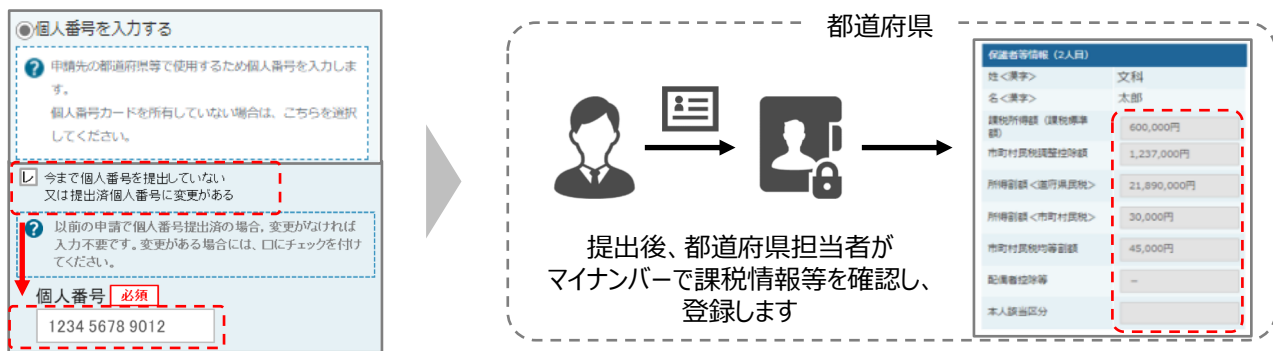 個人番号を入力する
申請先の都道府県等で使用するため個人番号を入力しま
す。
個人番号カードを所有していない場合は、こちらを選択
してください。
レ 今まで個人番号を提出していない
又は提出済個人番号に変更がある
以前の申請で個人番号提出済の場合,変更がなければ
入力不要です。変更がある場合には、口にチェックを付け
てください。
個人番号 必須
1234 5678 9012
都道府県
提出後、都道府県担当者が
マイナンバーで課税情報等を確認し、
登録します
保護者等情報（2人目）
姓<漢字> 文科
名<漢字> 太郎
課税所得額（課税標準
額） 600,000円
市町村民税調整控除額 1,237,000円
所得割額<道府県民税> 21,890,000円
所得割額<市町村民税> 30,000円
市町村民税均等割額 45,000円
配偶者控除等 －
本人該当区分